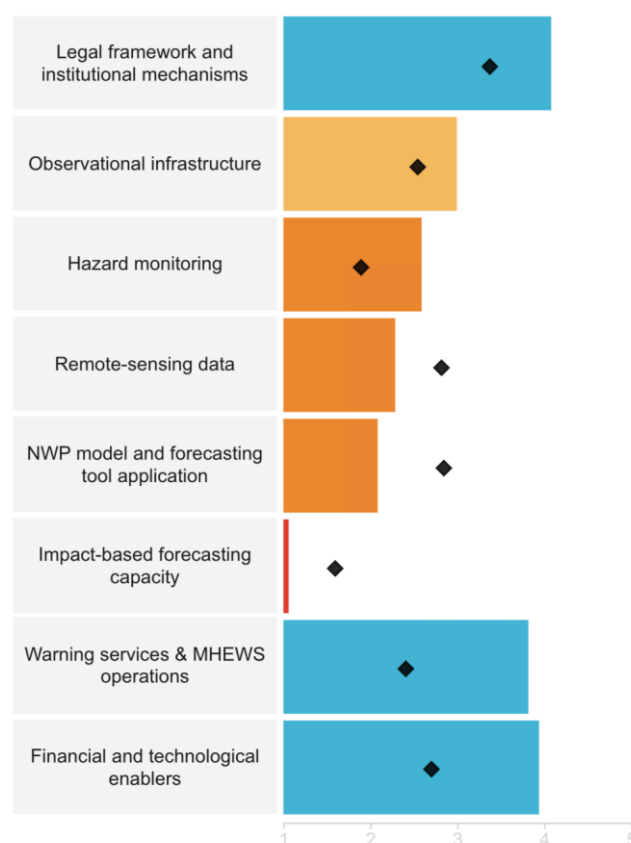 Legal framework and
institutional mechanisms
Observational infrastructure
Hazard monitoring
Remote-sensing data
NWP model and forecasting
tool application
Impact-based forecasting
capacity
Warning services & MHEWS
operations
Financial and technological
enablers
1 2 3 4 5